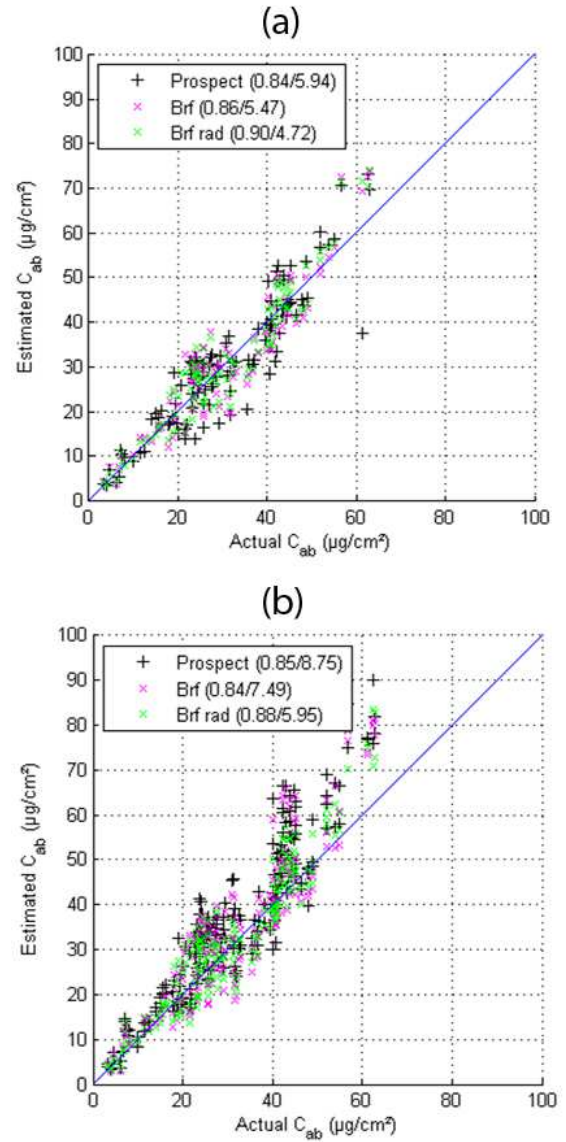 (a)
100
90
80
70
60
50
40
30
20
10
0
Estimated C_ab (µg/cm²)
+ Prospect (0.84/5.94)
× Brf (0.86/5.47)
× Brf rad (0.90/4.72)
0 20 40 60 80 100
Actual C_ab (µg/cm²)
(b)
100
90
80
70
60
50
40
30
20
10
0
Estimated C_ab (µg/cm²)
+ Prospect (0.85/8.75)
× Brf (0.84/7.49)
× Brf rad (0.88/5.95)
0 20 40 60 80 100
Actual C_ab (µg/cm²)